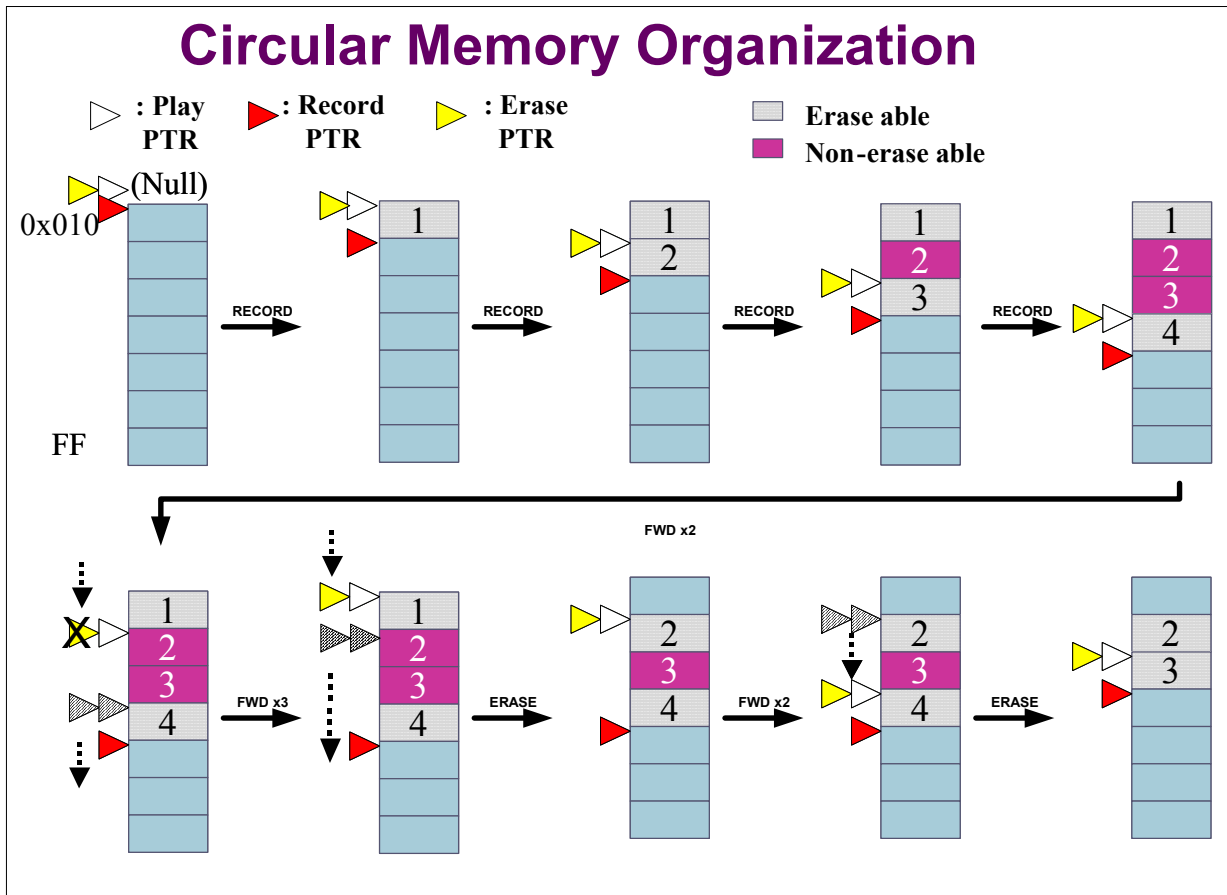 Circular Memory Organization
: Play PTR
: Record PTR
: Erase PTR
Erase able
Non-erase able
(Null)
0x010
FF
1
1
2
1
2
3
1
2
3
4
RECORD
RECORD
RECORD
RECORD
FWD x2
X
1
2
3
4
1
2
3
4
2
3
4
2
3
4
2
3
FWD x3
ERASE
FWD x2
ERASE